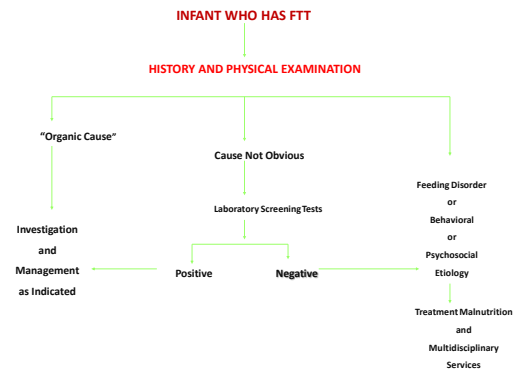 INFANT WHO HAS FTT
HISTORY AND PHYSICAL EXAMINATION
“Organic Cause”
Cause Not Obvious
Feeding Disorder
or
Behavioral
or
Psychosocial
Etiology
Laboratory Screening Tests
Investigation
and
Management
as Indicated
Positive
Negative
Treatment Malnutrition
and
Multidisciplinary
Services